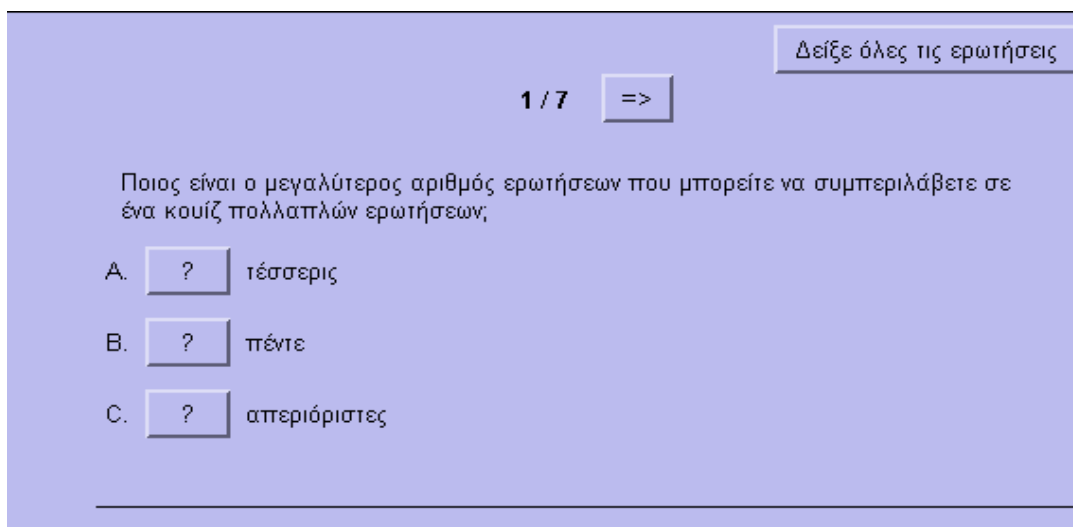 Δείξε όλες τις ερωτήσεις
1 / 7 =>
Ποιος είναι ο μεγαλύτερος αριθμός ερωτήσεων που μπορείτε να συμπεριλάβετε σε
ένα κουίζ πολλαπλών ερωτήσεων;
A. ? τέσσερις
B. ? πέντε
C. ? απεριόριστες